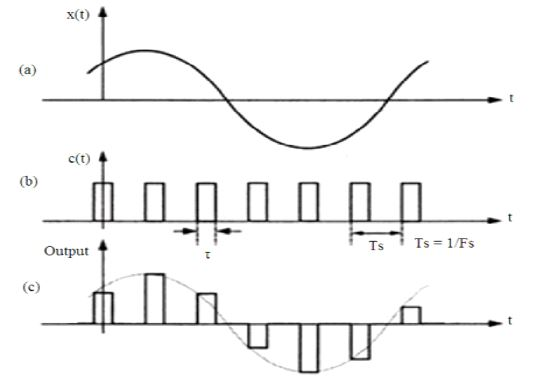 x(t)
(a)
t
c(t)
(b)
t
τ
Ts
Ts = 1/Fs
Output
(c)
t